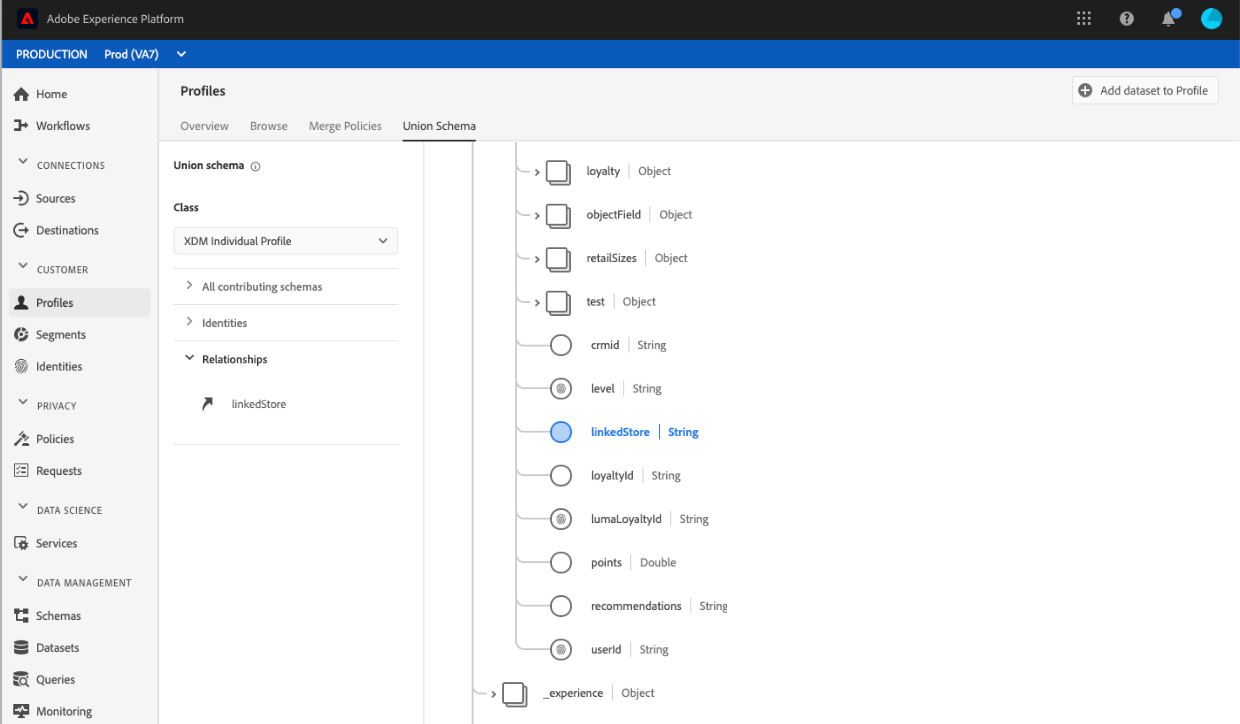 Adobe Experience Platform
PRODUCTION Prod (VA7)
Home
Workflows
CONNECTIONS
Sources
Destinations
CUSTOMER
Profiles
Segments
Identities
PRIVACY
Policies
Requests
DATA SCIENCE
Services
DATA MANAGEMENT
Schemas
Datasets
Queries
Monitoring
Profiles
Add dataset to Profile
Overview Browse Merge Policies Union Schema
Union schema
Class
XDM Individual Profile
All contributing schemas
Identities
Relationships
linkedStore
loyalty Object
objectField Object
retailSizes Object
test Object
crmid String
level String
linkedStore String
loyaltyId String
lumaLoyaltyId String
points Double
recommendations String
userId String
_experience Object